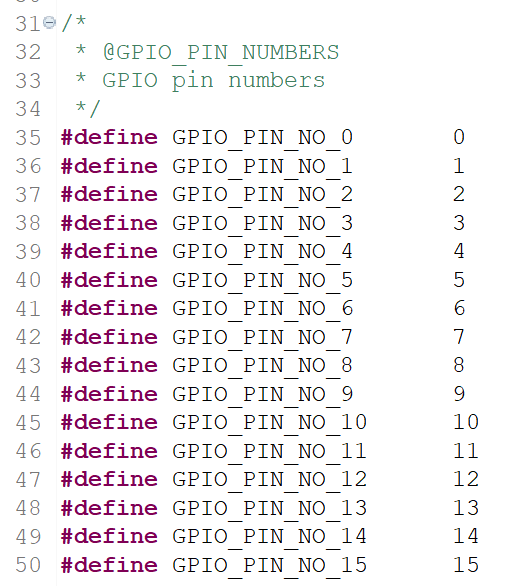 31 /*
32 * @GPIO_PIN_NUMBERS
33 * GPIO pin numbers
34 */
35 #define GPIO_PIN_NO_0 0
36 #define GPIO_PIN_NO_1 1
37 #define GPIO_PIN_NO_2 2
38 #define GPIO_PIN_NO_3 3
39 #define GPIO_PIN_NO_4 4
40 #define GPIO_PIN_NO_5 5
41 #define GPIO_PIN_NO_6 6
42 #define GPIO_PIN_NO_7 7
43 #define GPIO_PIN_NO_8 8
44 #define GPIO_PIN_NO_9 9
45 #define GPIO_PIN_NO_10 10
46 #define GPIO_PIN_NO_11 11
47 #define GPIO_PIN_NO_12 12
48 #define GPIO_PIN_NO_13 13
49 #define GPIO_PIN_NO_14 14
50 #define GPIO_PIN_NO_15 15